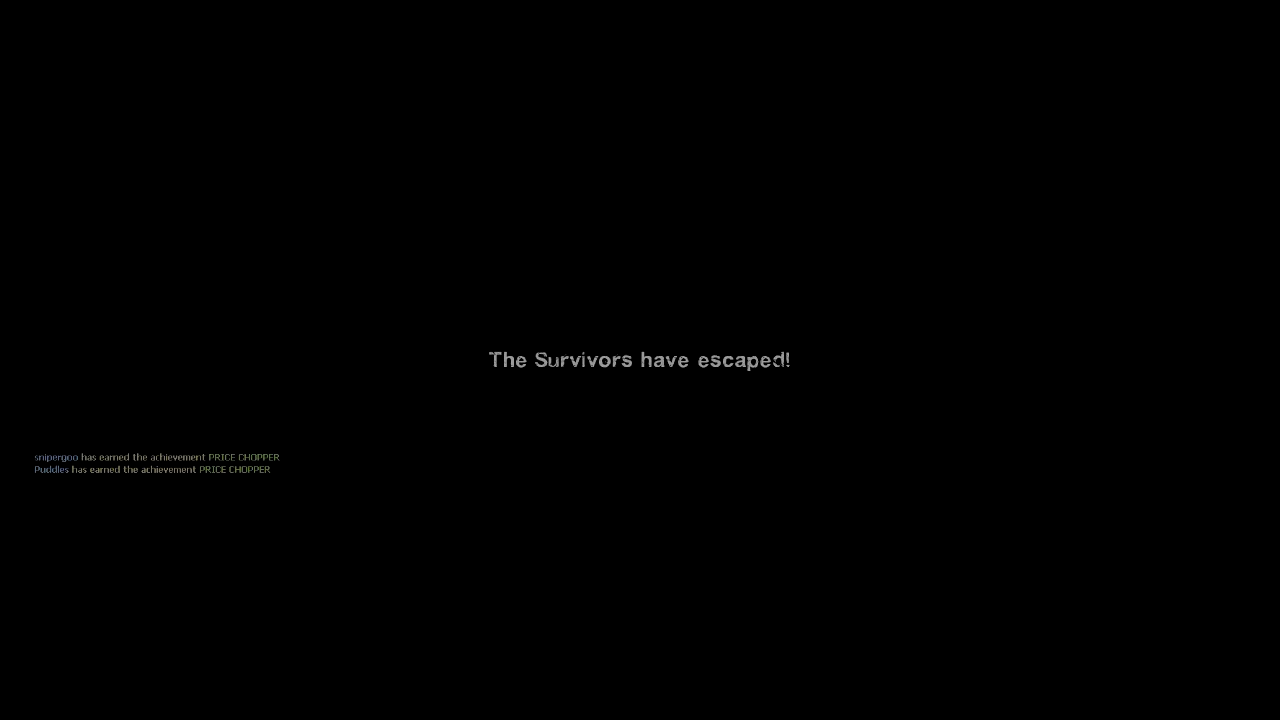 The Survivors have escaped!
snipergoo has earned the achievement PRICE CHOPPER
Puddles has earned the achievement PRICE CHOPPER